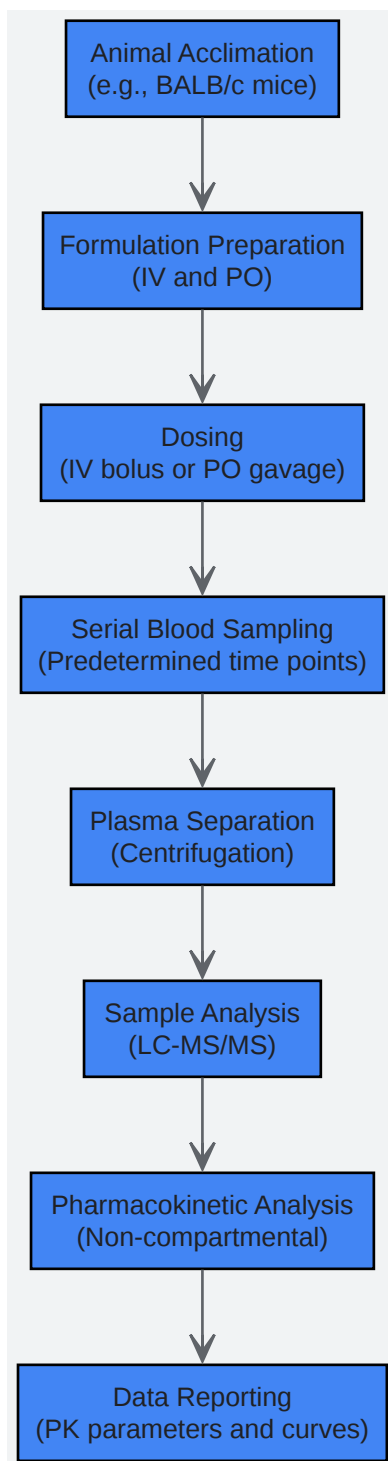 Animal Acclimation
(e.g., BALB/c mice)
Formulation Preparation
(IV and PO)
Dosing
(IV bolus or PO gavage)
Serial Blood Sampling
(Predetermined time points)
Plasma Separation
(Centrifugation)
Sample Analysis
(LC-MS/MS)
Pharmacokinetic Analysis
(Non-compartmental)
Data Reporting
(PK parameters and curves)